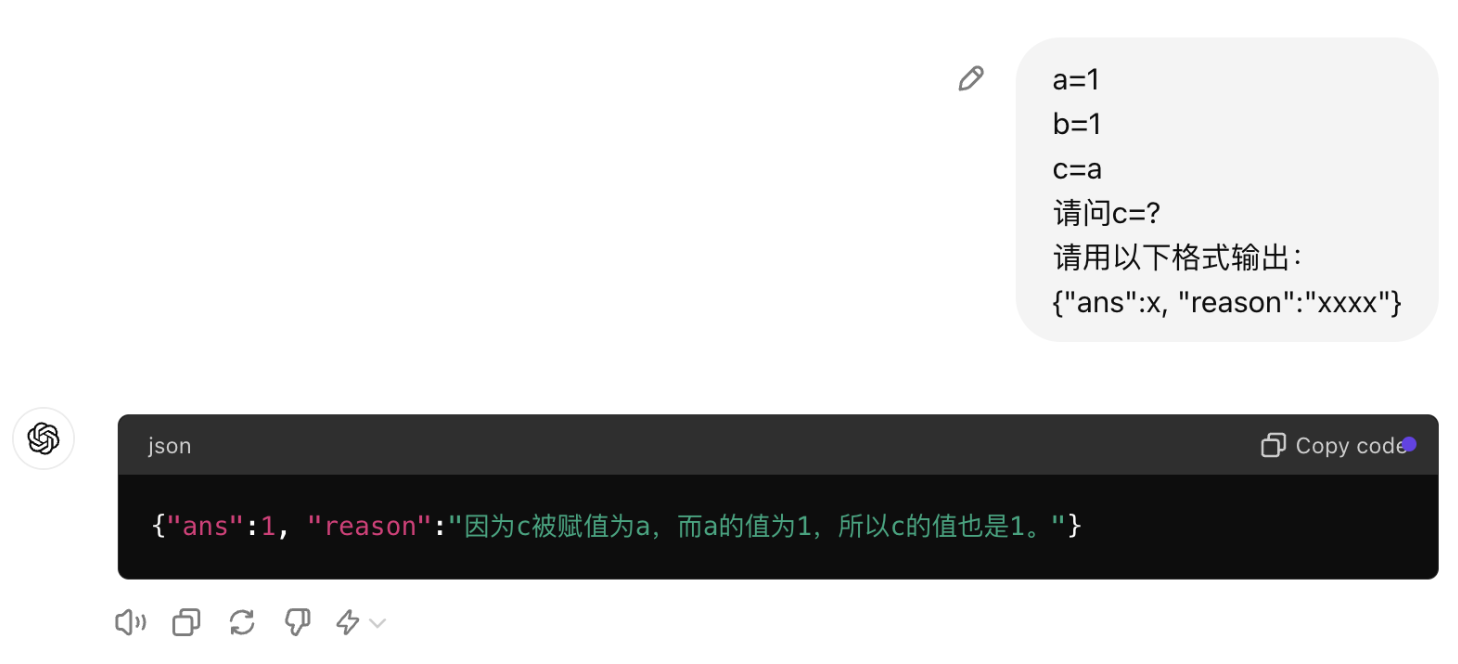 a=1
b=1
c=a
请问c=?
请用以下格式输出：
{"ans":x, "reason":"xxxx"}
json
Copy code
{"ans":1, "reason":"因为c被赋值为a，而a的值为1，所以c的值也是1。"}